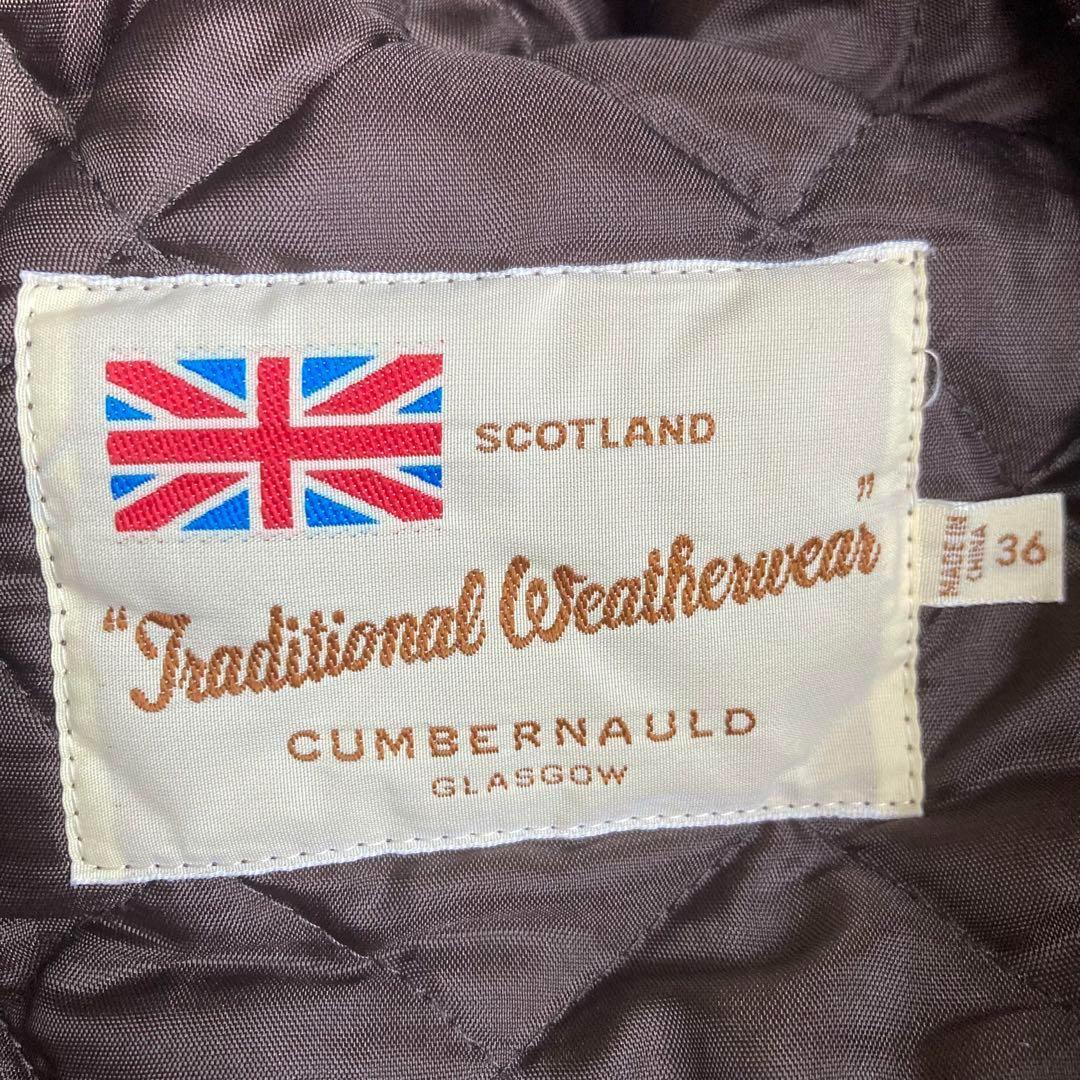 SCOTLAND
"Traditional Weatherwear"
CUMBERNAULD
GLASGOW
MADE IN
CHINA
36